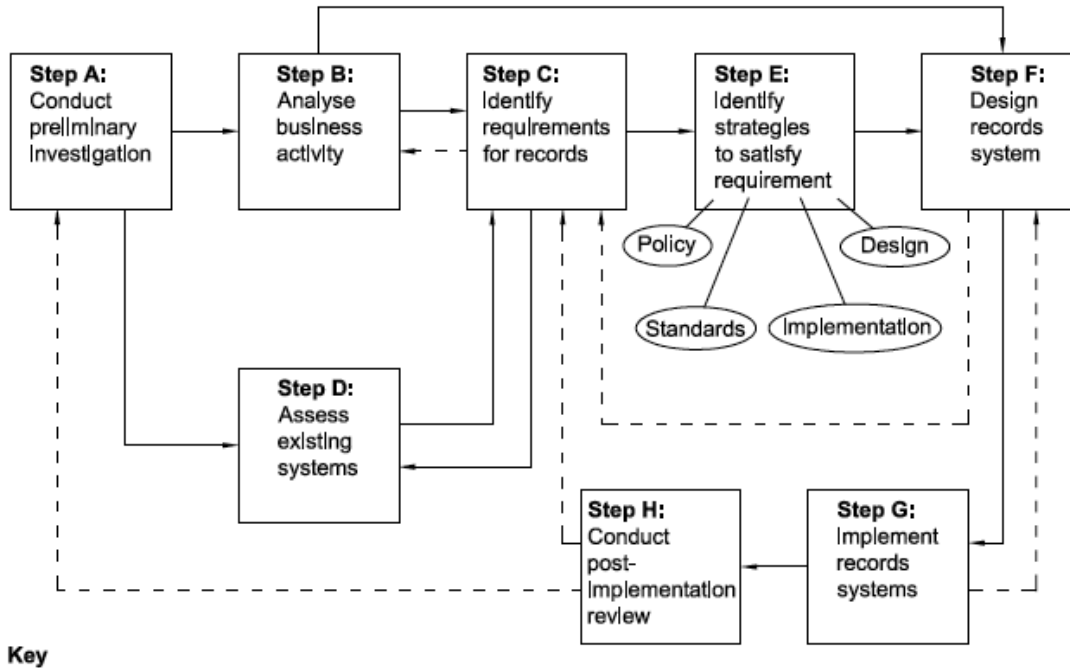 Step A:
Conduct
preliminary
investigation
Step B:
Analyse
business
activity
Step C:
Identify
requirements
for records
Step E:
Identify
strategies
to satisfy
requirement
Step F:
Design
records
system
Policy
Design
Standards
Implementation
Step D:
Assess
existing
systems
Step H:
Conduct
post-
implementation
review
Step G:
Implement
records
systems
Key